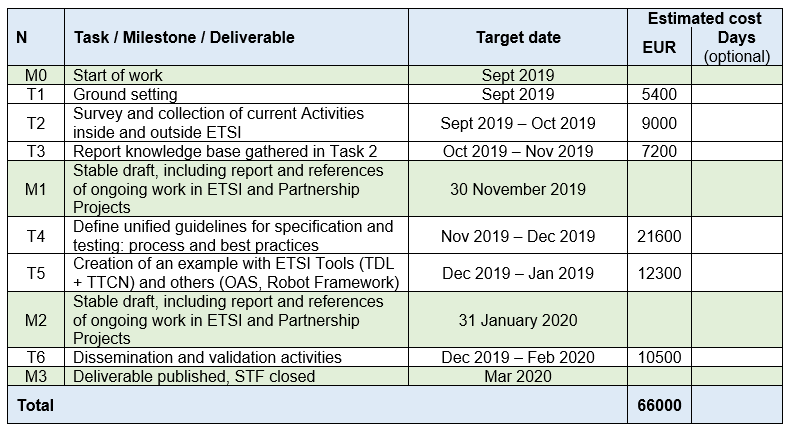 N Task / Milestone / Deliverable Target date Estimated cost
EUR Days
(optional)
M0 Start of work Sept 2019
T1 Ground setting Sept 2019 5400
T2 Survey and collection of current Activities
inside and outside ETSI Sept 2019 – Oct 2019 9000
T3 Report knowledge base gathered in Task 2 Oct 2019 – Nov 2019 7200
M1 Stable draft, including report and references
of ongoing work in ETSI and Partnership
Projects 30 November 2019
T4 Define unified guidelines for specification and
testing: process and best practices Nov 2019 – Dec 2019 21600
T5 Creation of an example with ETSI Tools (TDL
+ TTCN) and others (OAS, Robot Framework) Dec 2019 – Jan 2019 12300
M2 Stable draft, including report and references
of ongoing work in ETSI and Partnership
Projects 31 January 2020
T6 Dissemination and validation activities Dec 2019 – Feb 2020 10500
M3 Deliverable published, STF closed Mar 2020
Total 66000